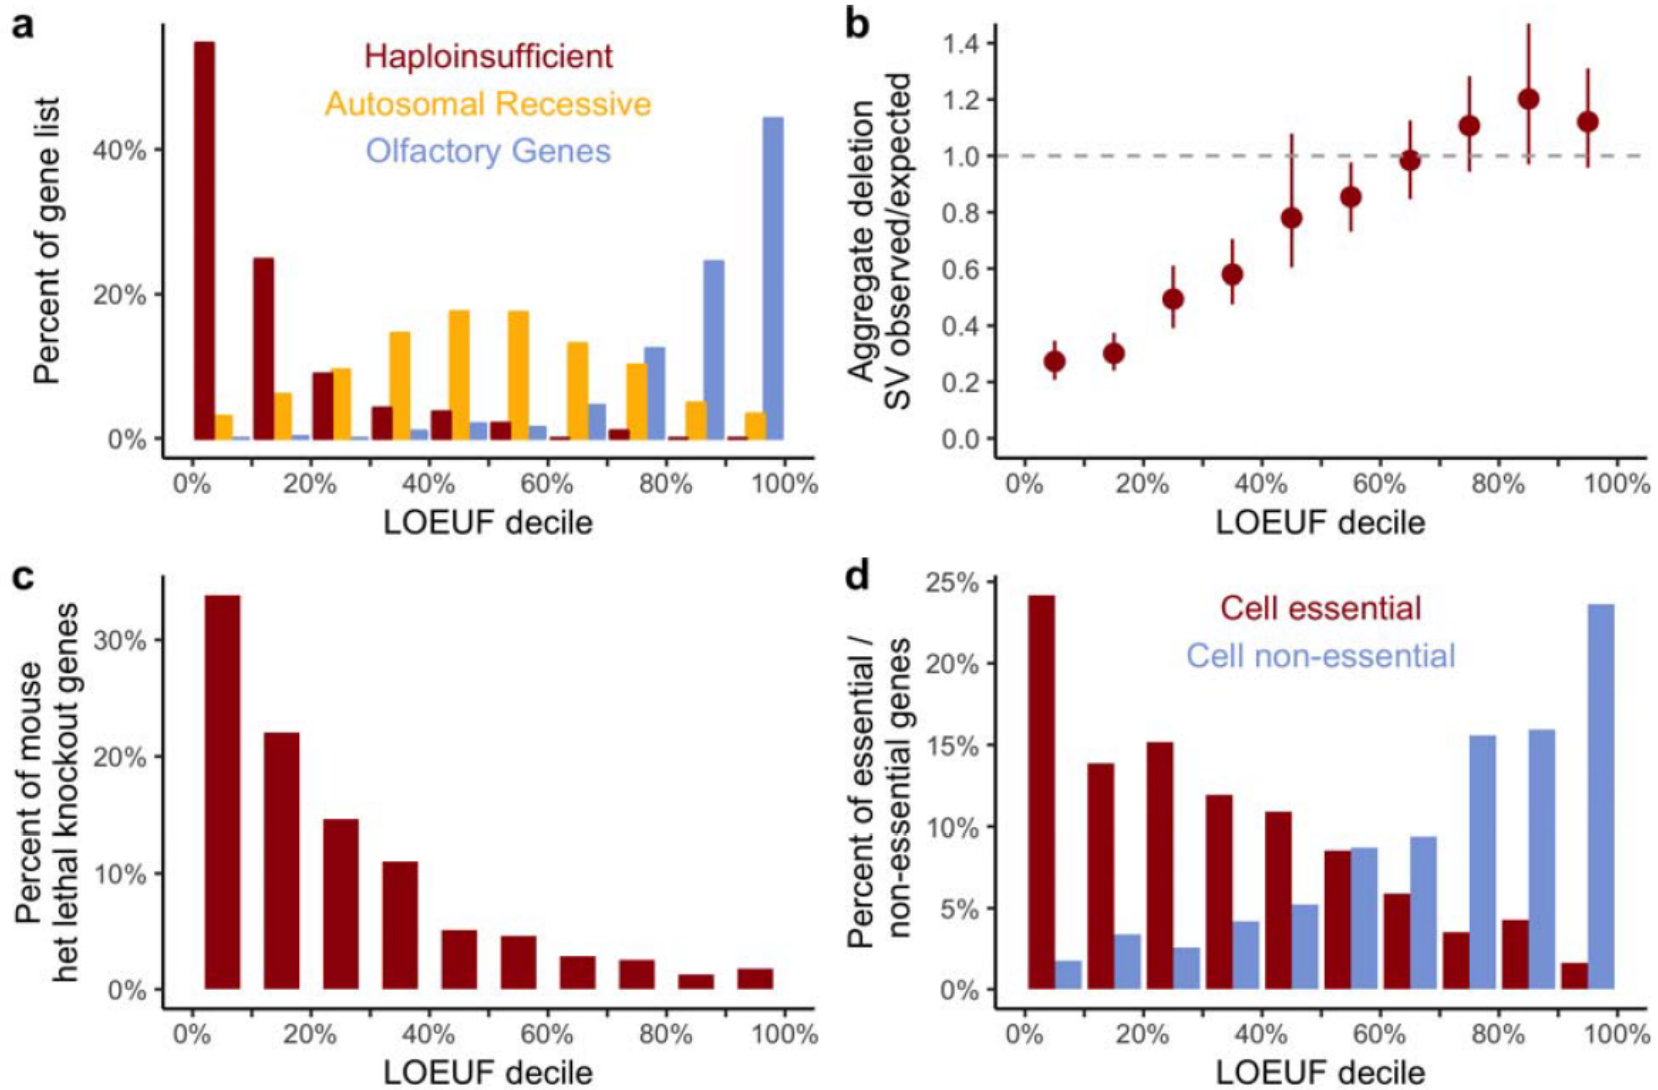 a
Haploinsufficient
Autosomal Recessive
Olfactory Genes
Percent of gene list
40%
20%
0%
0% 20% 40% 60% 80% 100%
LOEUF decile
b
Aggregate deletion
SV observed/expected
1.4
1.2
1.0
0.8
0.6
0.4
0.2
0.0
0% 20% 40% 60% 80% 100%
LOEUF decile
c
Percent of mouse
het lethal knockout genes
30%
20%
10%
0%
0% 20% 40% 60% 80% 100%
LOEUF decile
d
Cell essential
Cell non-essential
Percent of essential /
non-essential genes
25%
20%
15%
10%
5%
0%
0% 20% 40% 60% 80% 100%
LOEUF decile